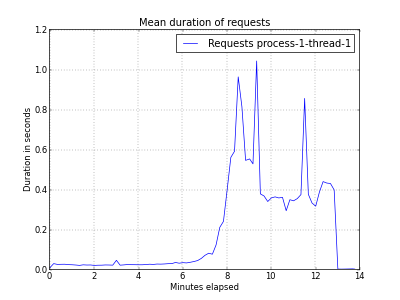 Mean duration of requests
Requests process-1-thread-1
Duration in seconds
1.2
1.0
0.8
0.6
0.4
0.2
0.0
0 2 4 6 8 10 12 14
Minutes elapsed